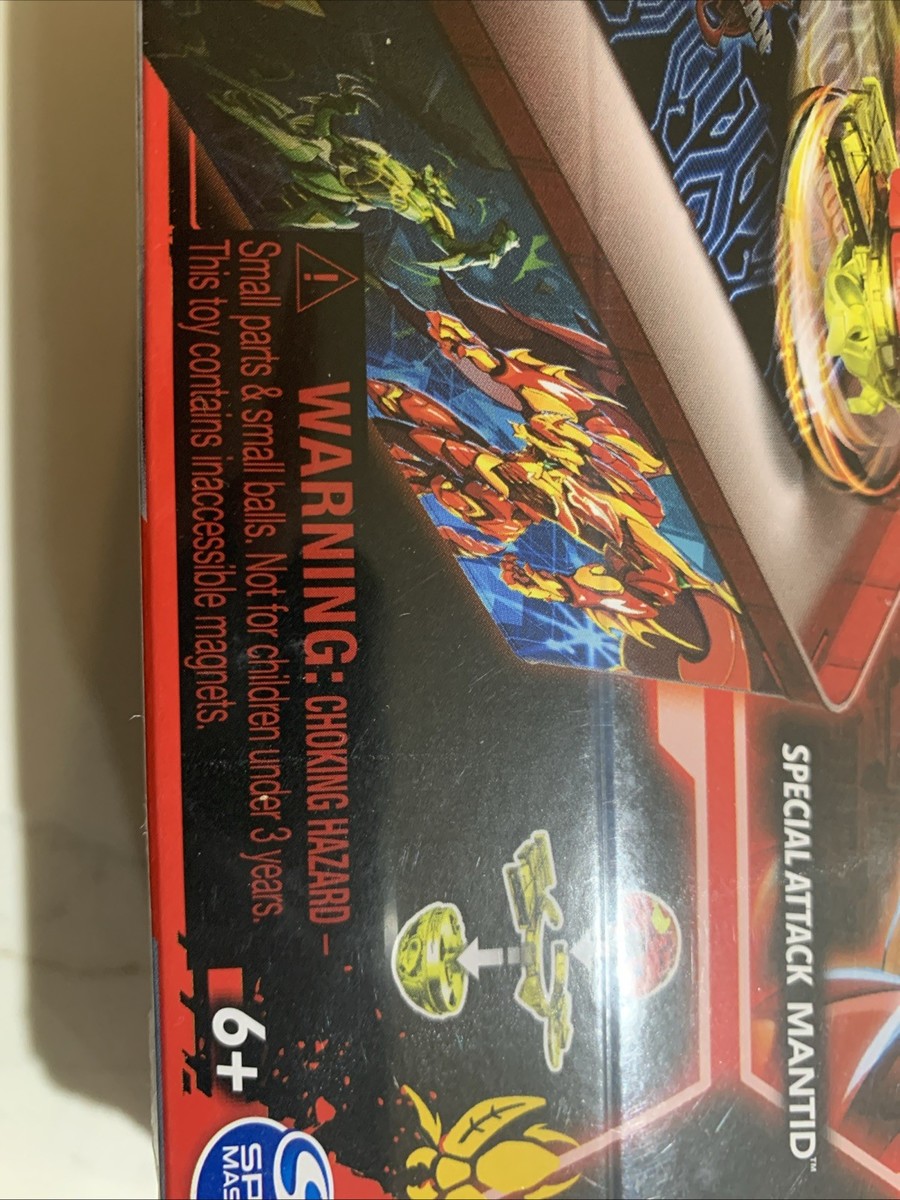 SPECIAL ATTACK MANTID™
WARNING: CHOKING HAZARD –
Small parts & small balls. Not for children under 3 years.
This toy contains inaccessible magnets.
6+